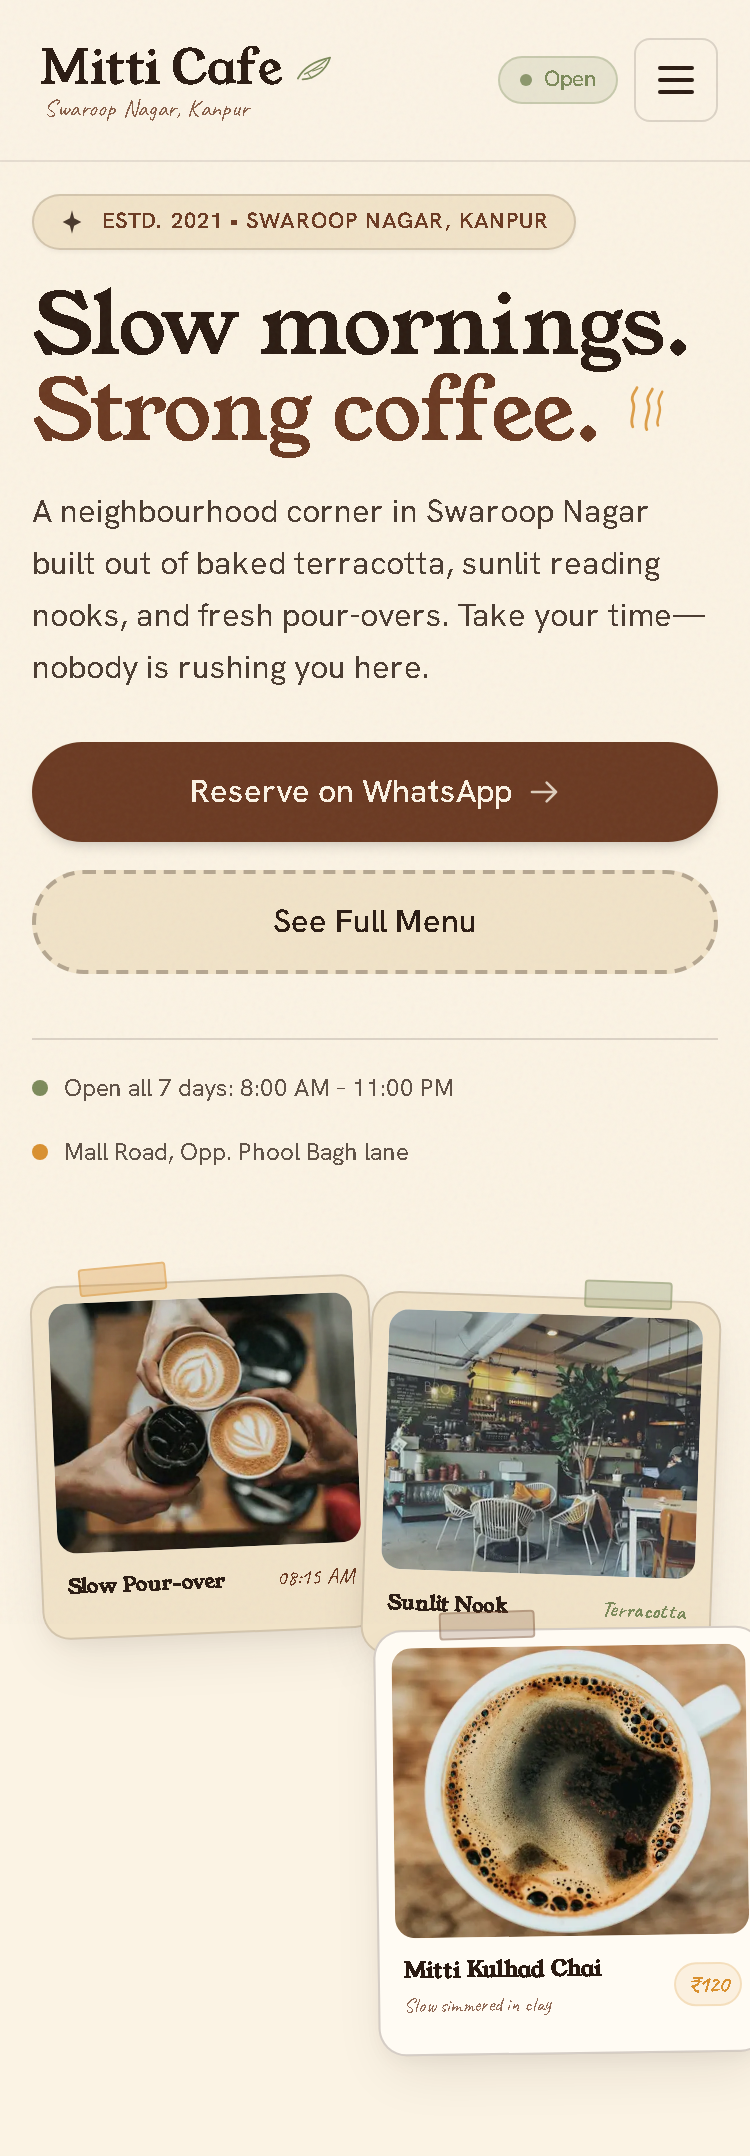 Mitti Cafe
Swaroop Nagar, Kanpur
Open
ESTD. 2021 • SWAROOP NAGAR, KANPUR
Slow mornings.
Strong coffee.
A neighbourhood corner in Swaroop Nagar
built out of baked terracotta, sunlit reading
nooks, and fresh pour-overs. Take your time—
nobody is rushing you here.
Reserve on WhatsApp →
See Full Menu
Open all 7 days: 8:00 AM – 11:00 PM
Mall Road, Opp. Phool Bagh lane
Slow Pour-over
08:15 AM
Sunlit Nook
Terracotta
Mitti Kulhad Chai
Slow simmered in clay
₹120